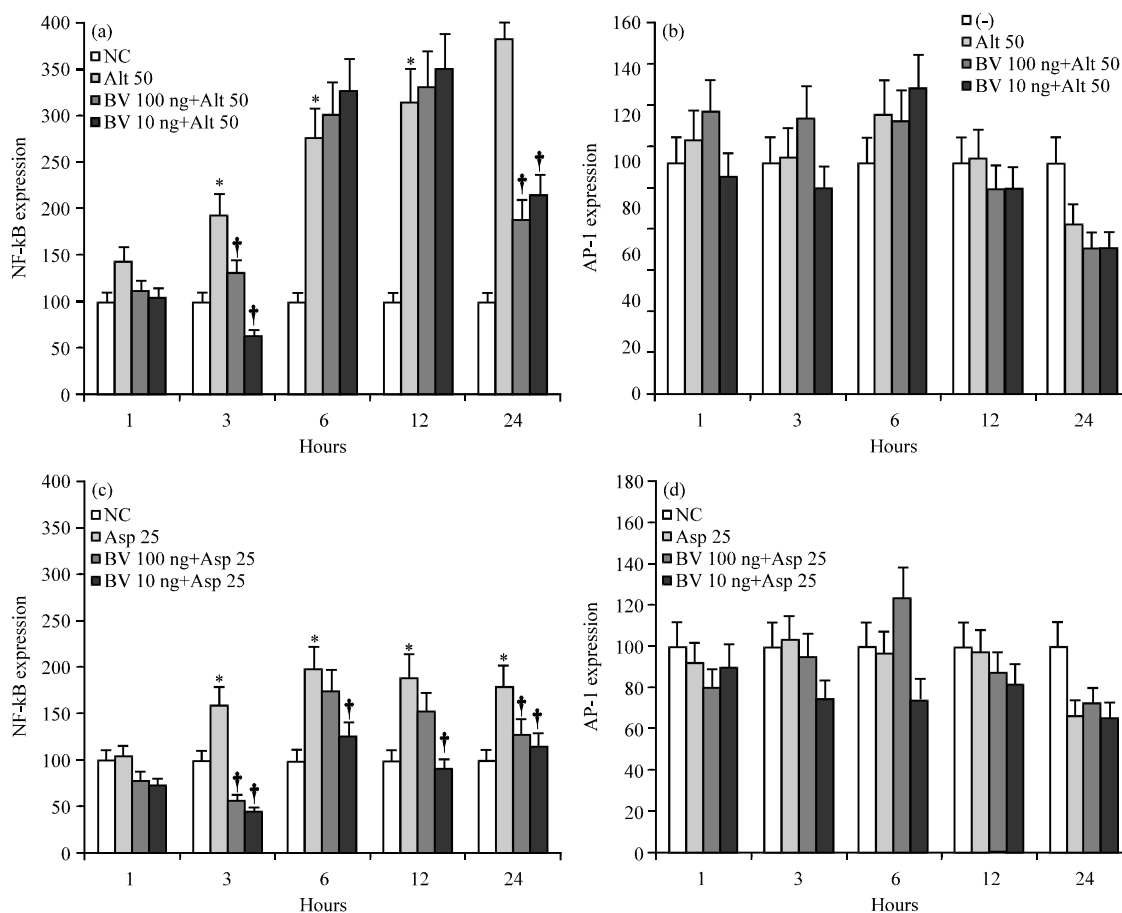 (a)
NC
Alt 50
BV 100 ng+Alt 50
BV 10 ng+Alt 50
NF-kB expression
400
350
300
250
200
150
100
50
0
* * * † † † †
1 3 6 12 24
Hours
(b)
(-)
Alt 50
BV 100 ng+Alt 50
BV 10 ng+Alt 50
AP-1 expression
160
140
120
100
80
60
40
20
0
1 3 6 12 24
Hours
(c)
NC
Asp 25
BV 100 ng+Asp 25
BV 10 ng+Asp 25
NF-kB expression
400
350
300
250
200
150
100
50
0
* † † * † * † * † †
1 3 6 12 24
Hours
(d)
NC
Asp 25
BV 100 ng+Asp 25
BV 10 ng+Asp 25
AP-1 expression
180
160
140
120
100
80
60
40
20
0
1 3 6 12 24
Hours